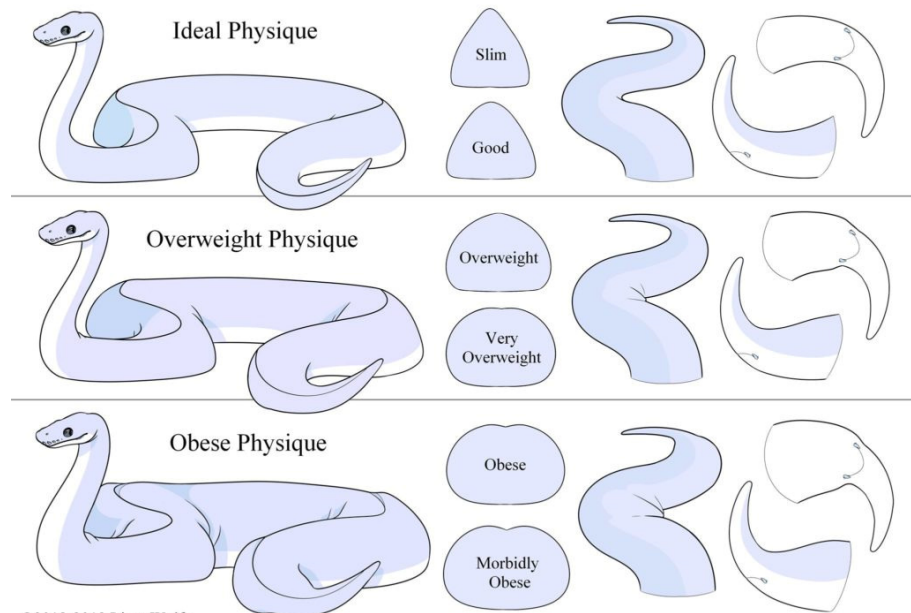 Ideal Physique
Slim
Good
Overweight Physique
Overweight
Very
Overweight
Obese Physique
Obese
Morbidly
Obese